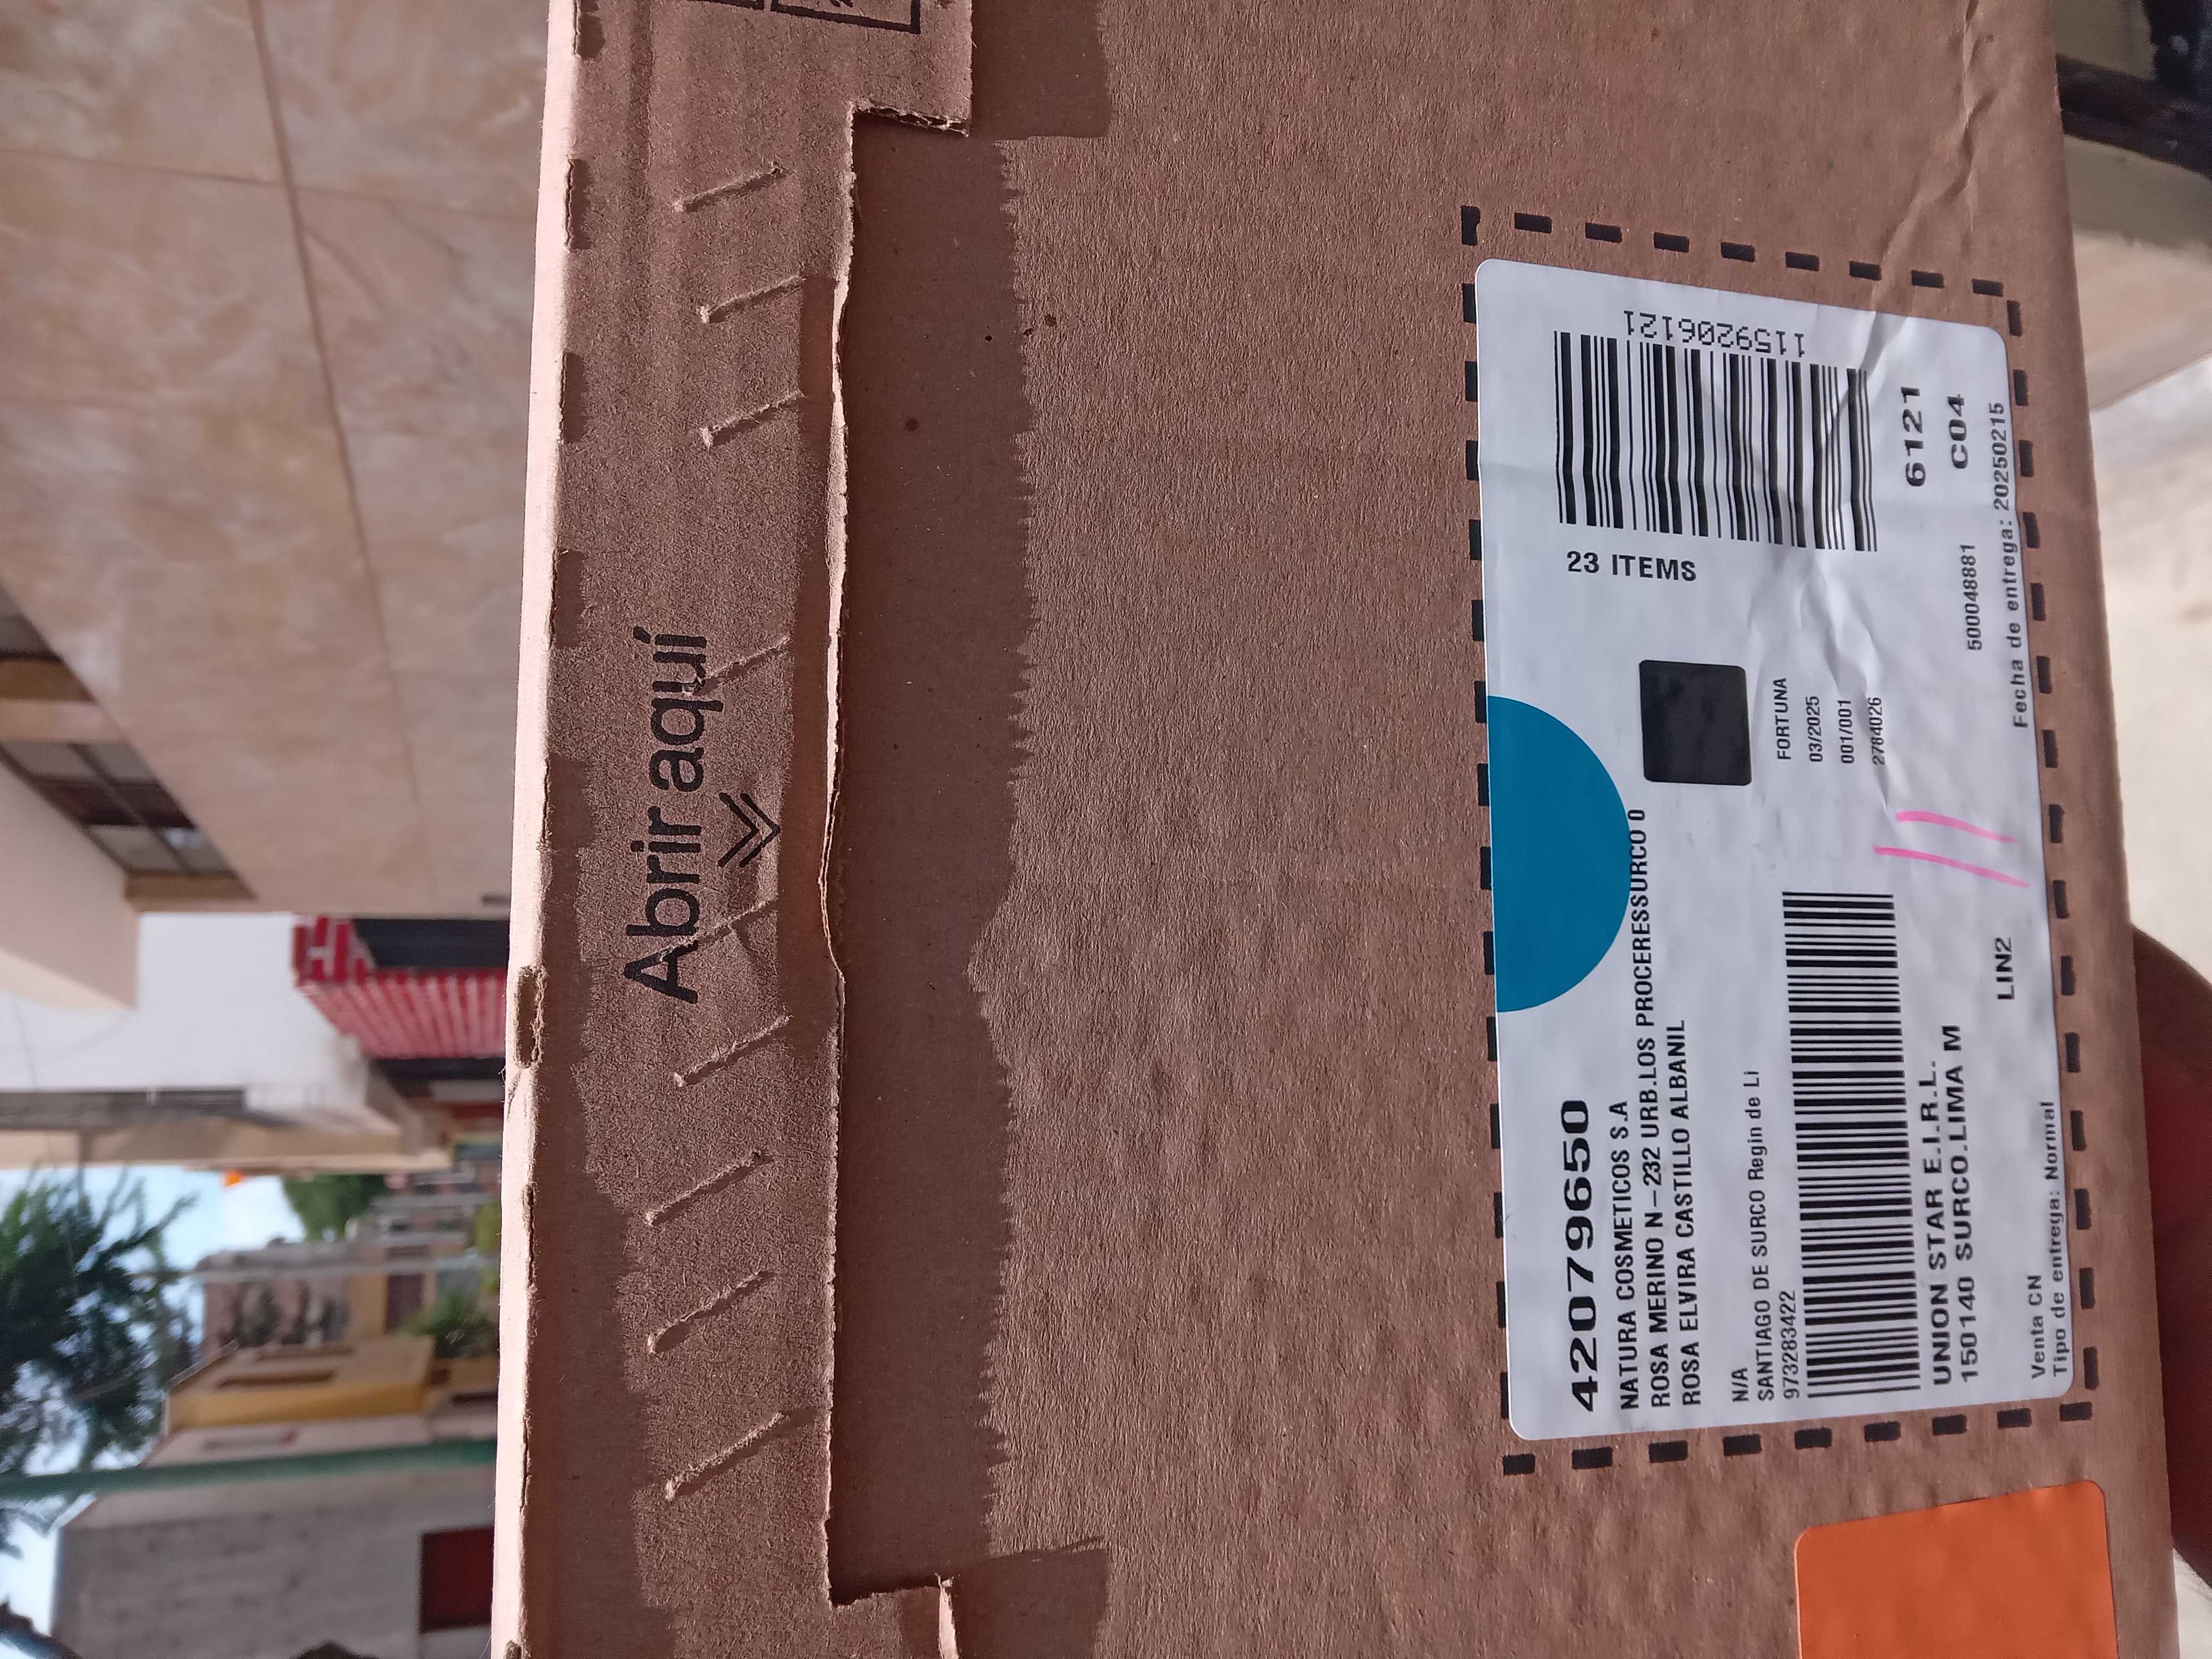 Abrir aquí
42079650
NATURA COSMETICOS S.A
ROSA MERINO N-232 URB.LOS PROCERESSURCO 0
ROSA ELVIRA CASTILLO ALBANIL
N/A
SANTIAGO DE SURCO Regin de Li
973283422
UNION STAR E.I.R.L.
150140 SURCO.LIMA M
LIN2
Venta CN
Tipo de entrega: Normal
23 ITEMS
1159206121
FORTUNA
03/2025
001/001
27784026
6121
C04
500048881
Fecha de entrega: 20250215